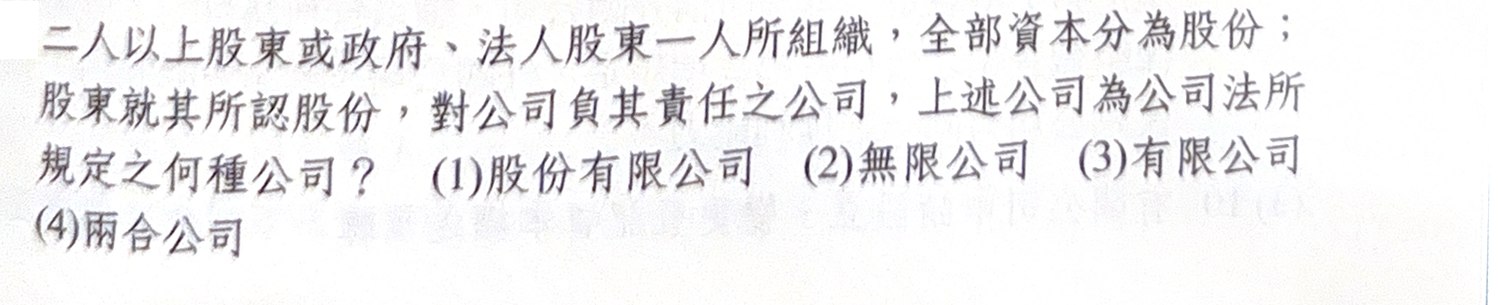 二人以上股東或政府、法人股東一人所組織，全部資本分為股份；
股東就其所認股份，對公司負其責任之公司，上述公司為公司法所
規定之何種公司？　(1)股份有限公司　(2)無限公司　(3)有限公司
(4)兩合公司